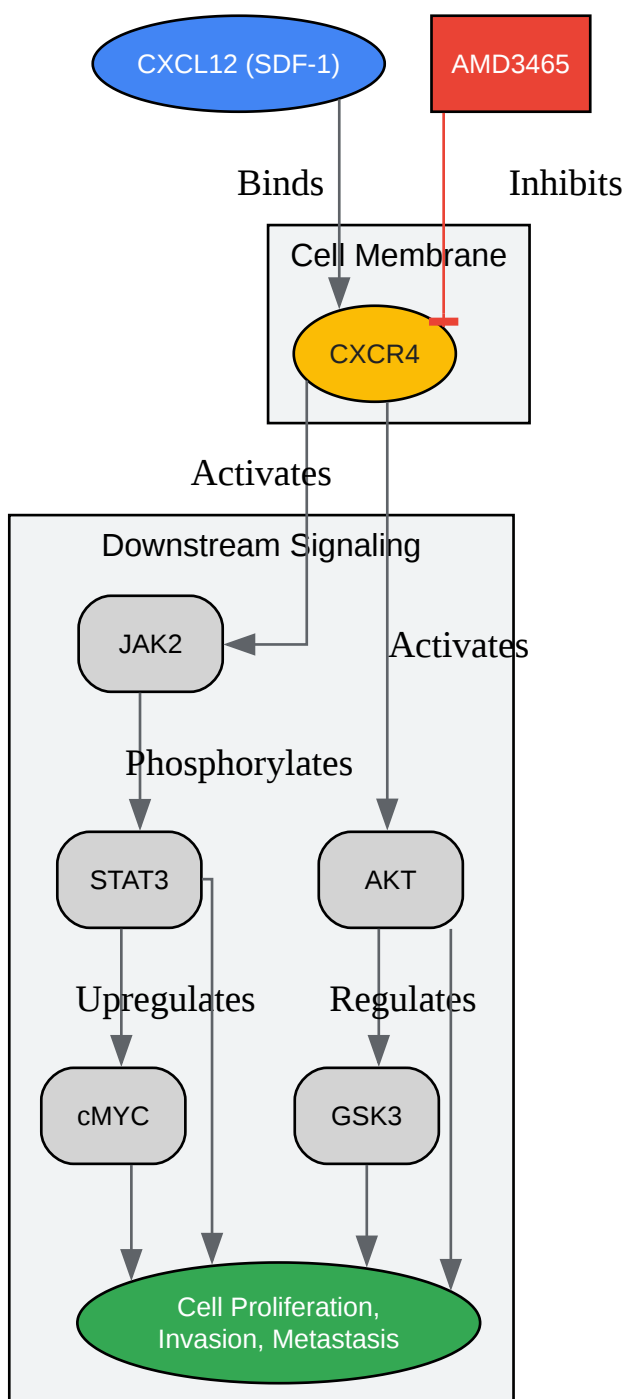 CXCL12 (SDF-1)
AMD3465
Binds
Inhibits
Cell Membrane
CXCR4
Activates
Downstream Signaling
JAK2
Activates
Phosphorylates
STAT3
AKT
Upregulates
Regulates
cMYC
GSK3
Cell Proliferation,
Invasion, Metastasis